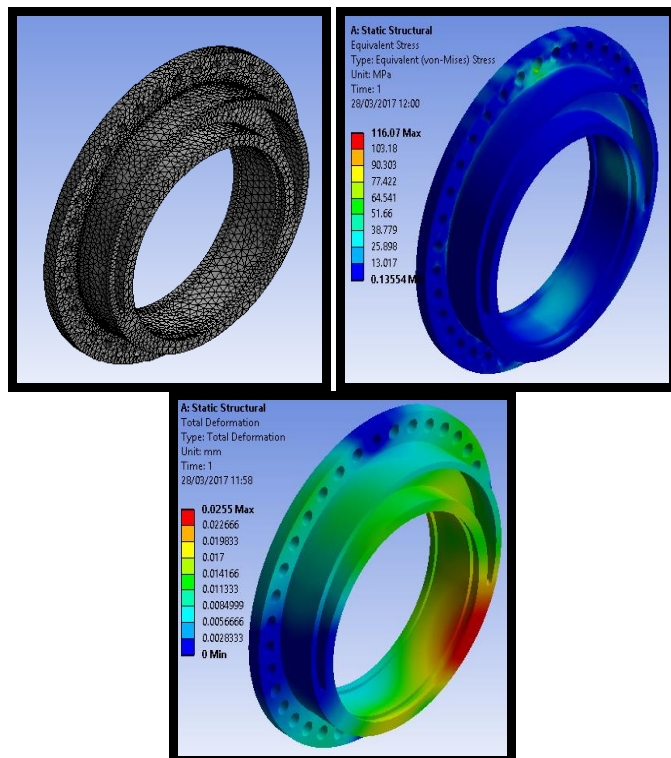 A: Static Structural
Equivalent Stress
Type: Equivalent (von-Mises) Stress
Unit: MPa
Time: 1
28/03/2017 12:00
116.07 Max
103.18
90.303
77.422
64.541
51.66
38.779
25.898
13.017
0.13554 M
A: Static Structural
Total Deformation
Type: Total Deformation
Unit: mm
Time: 1
28/03/2017 11:58
0.0255 Max
0.022666
0.019833
0.017
0.014166
0.011333
0.0084999
0.0056666
0.0028333
0 Min